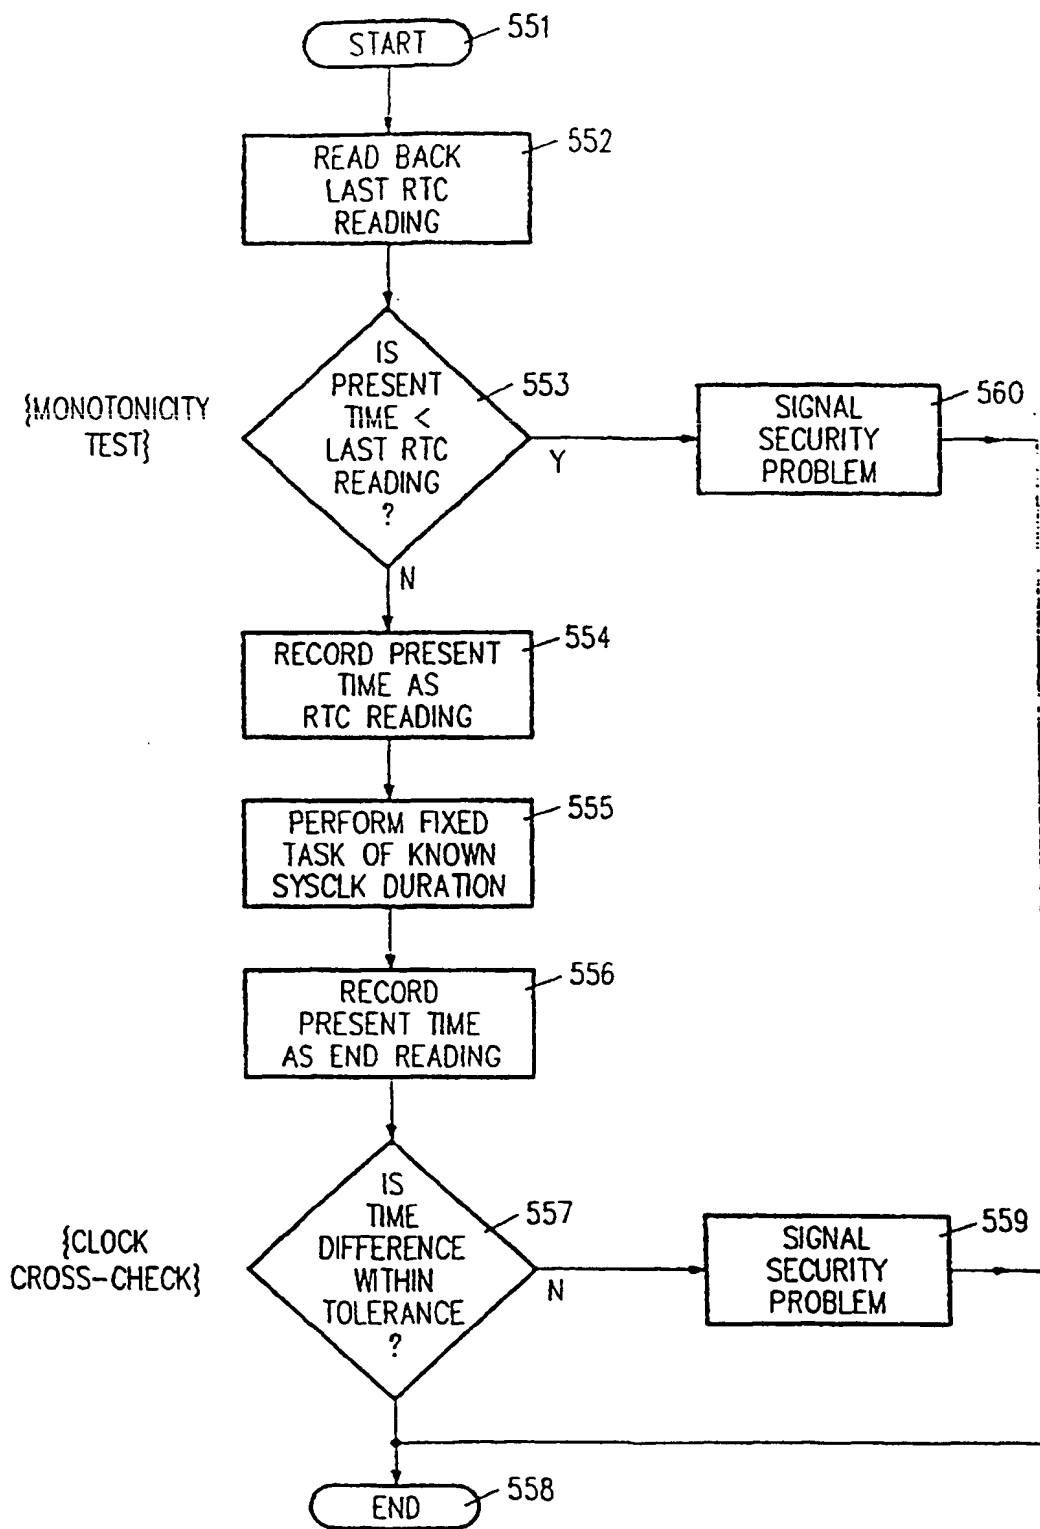 START
551
READ BACK
LAST RTC
READING
552
{MONOTONICITY
TEST}
IS
PRESENT
TIME <
LAST RTC
READING
?
553
Y
N
SIGNAL
SECURITY
PROBLEM
560
RECORD PRESENT
TIME AS
RTC READING
554
PERFORM FIXED
TASK OF KNOWN
SYSCLK DURATION
555
RECORD
PRESENT TIME
AS END READING
556
{CLOCK
CROSS-CHECK}
IS
TIME
DIFFERENCE
WITHIN
TOLERANCE
?
557
N
SIGNAL
SECURITY
PROBLEM
559
END
558